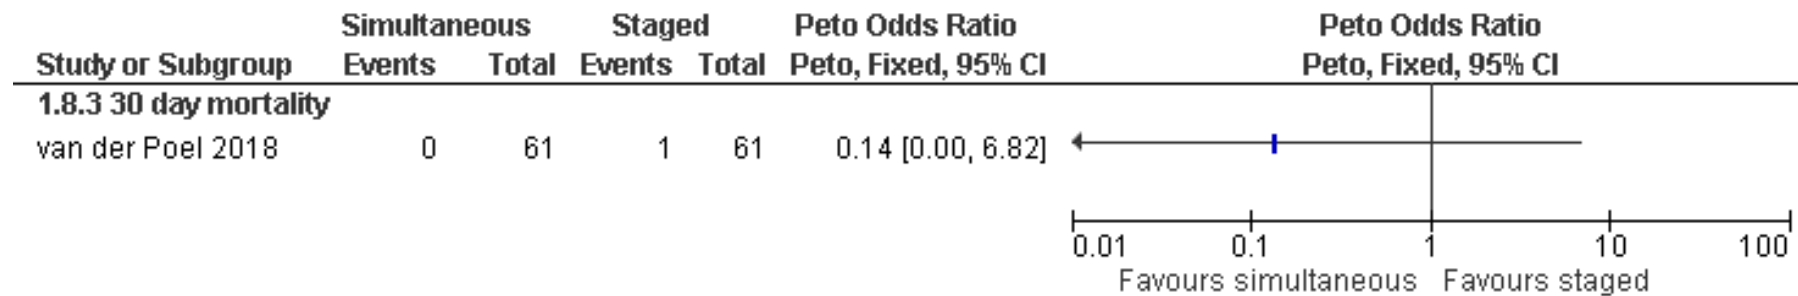 Simultaneous Staged Peto Odds Ratio Peto Odds Ratio
Study or Subgroup Events Total Events Total Peto, Fixed, 95% CI Peto, Fixed, 95% CI
1.8.3 30 day mortality
van der Poel 2018 0 61 1 61 0.14 [0.00, 6.82]
0.01 0.1 1 10 100
Favours simultaneous Favours staged